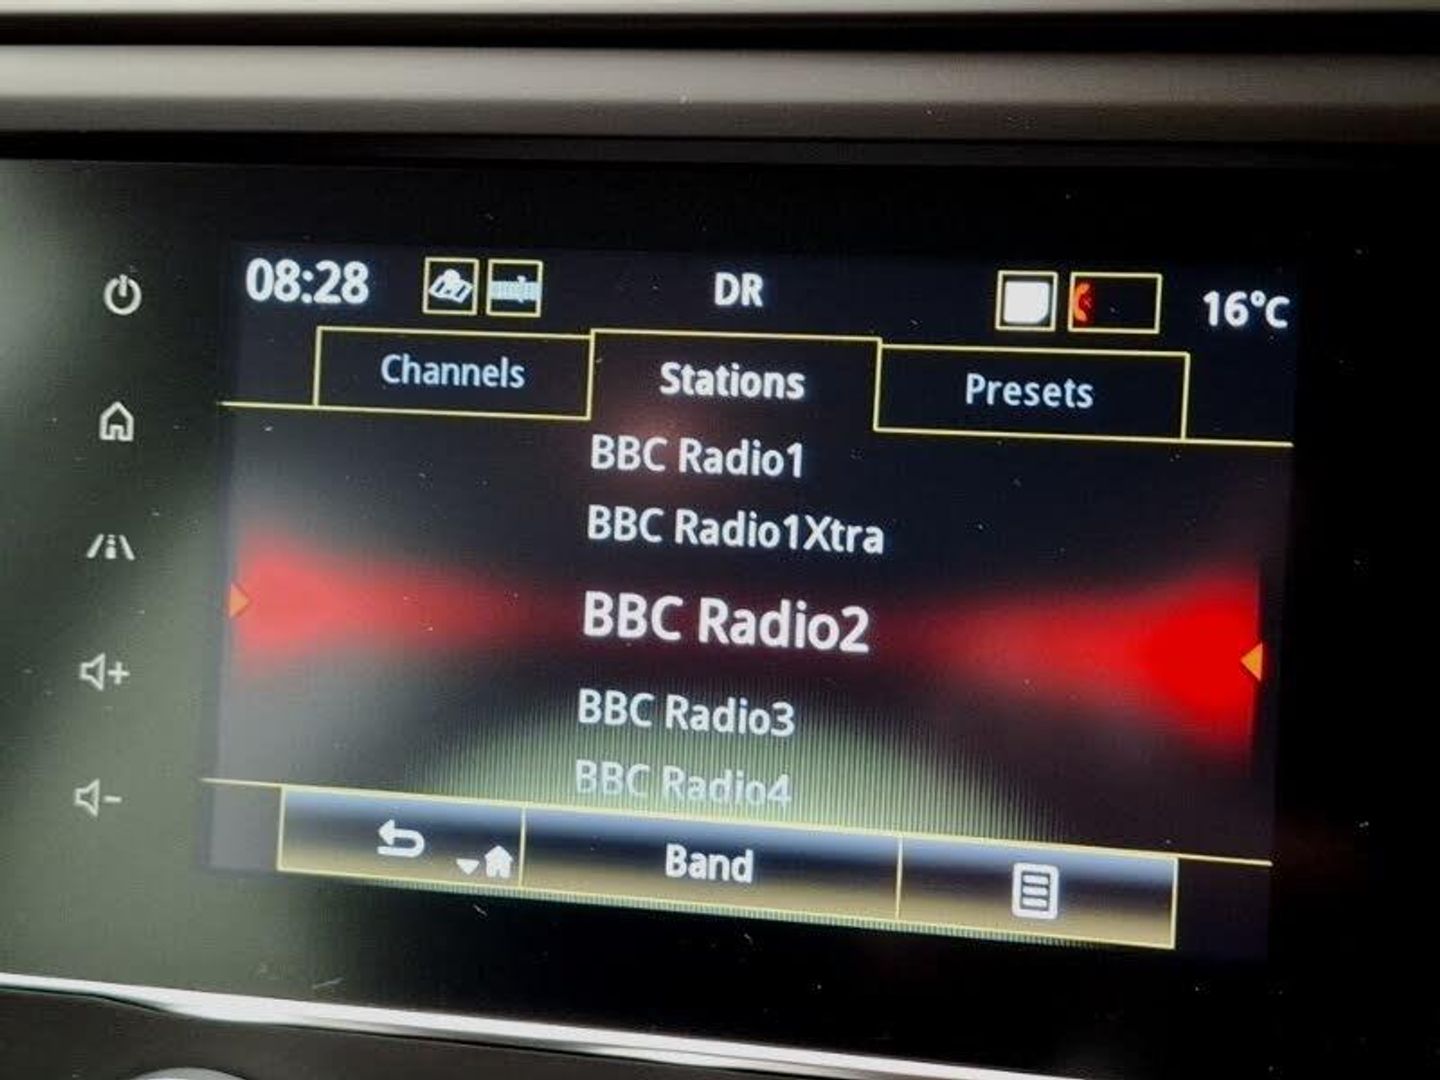 08:28 DR 16°C
Channels Stations Presets
BBC Radio1
BBC Radio1Xtra
BBC Radio2
BBC Radio3
BBC Radio4
Band